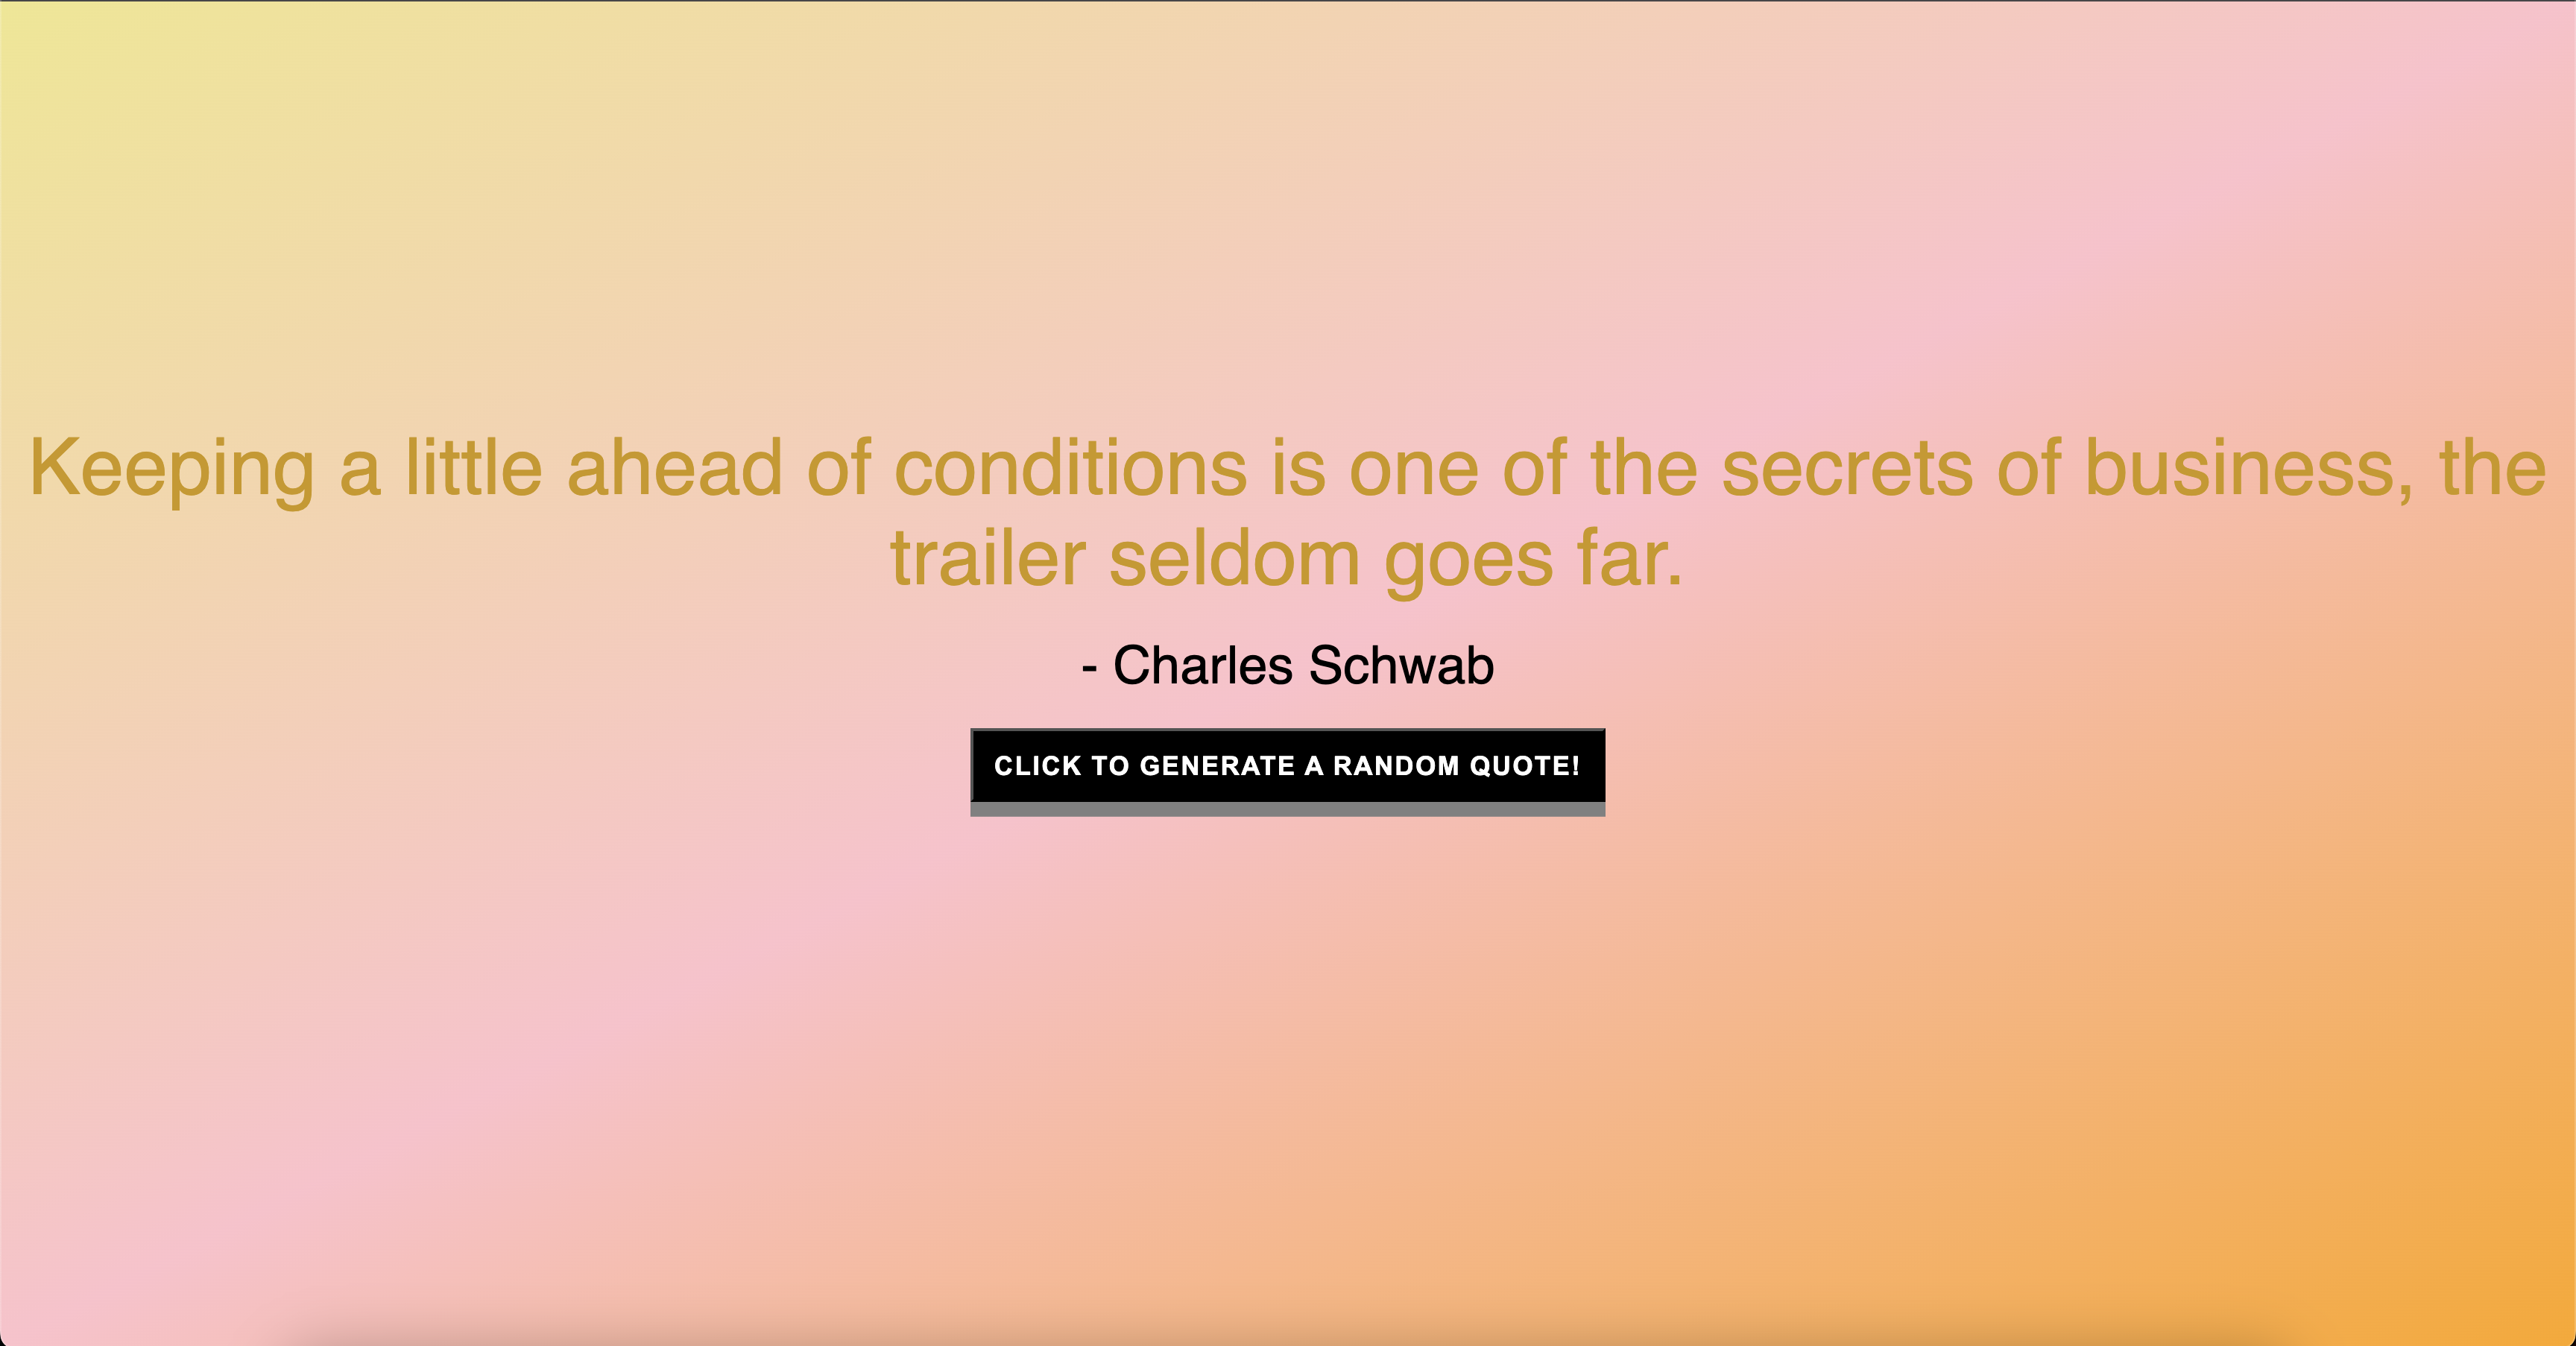 Keeping a little ahead of conditions is one of the secrets of business, the
trailer seldom goes far.
- Charles Schwab
CLICK TO GENERATE A RANDOM QUOTE!